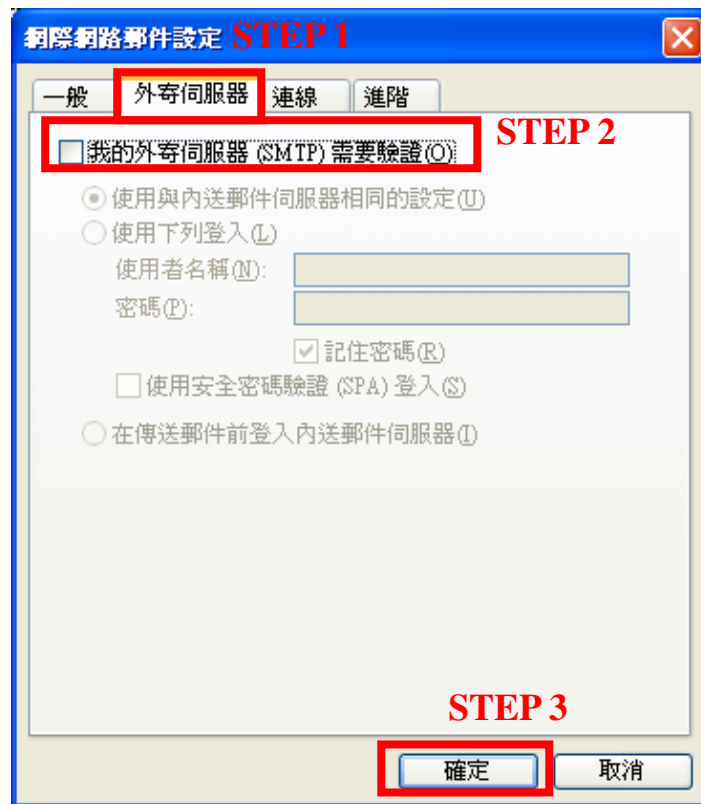 網際網路郵件設定 STEP 1
一般 外寄伺服器 連線 進階
STEP 2
我的外寄伺服器 (SMTP) 需要驗證(O)
使用與內送郵件伺服器相同的設定(U)
使用下列登入(L)
使用者名稱(N):
密碼(P):
記住密碼(R)
使用安全密碼驗證 (SPA) 登入(S)
在傳送郵件前登入內送郵件伺服器(I)
STEP 3
確定 取消